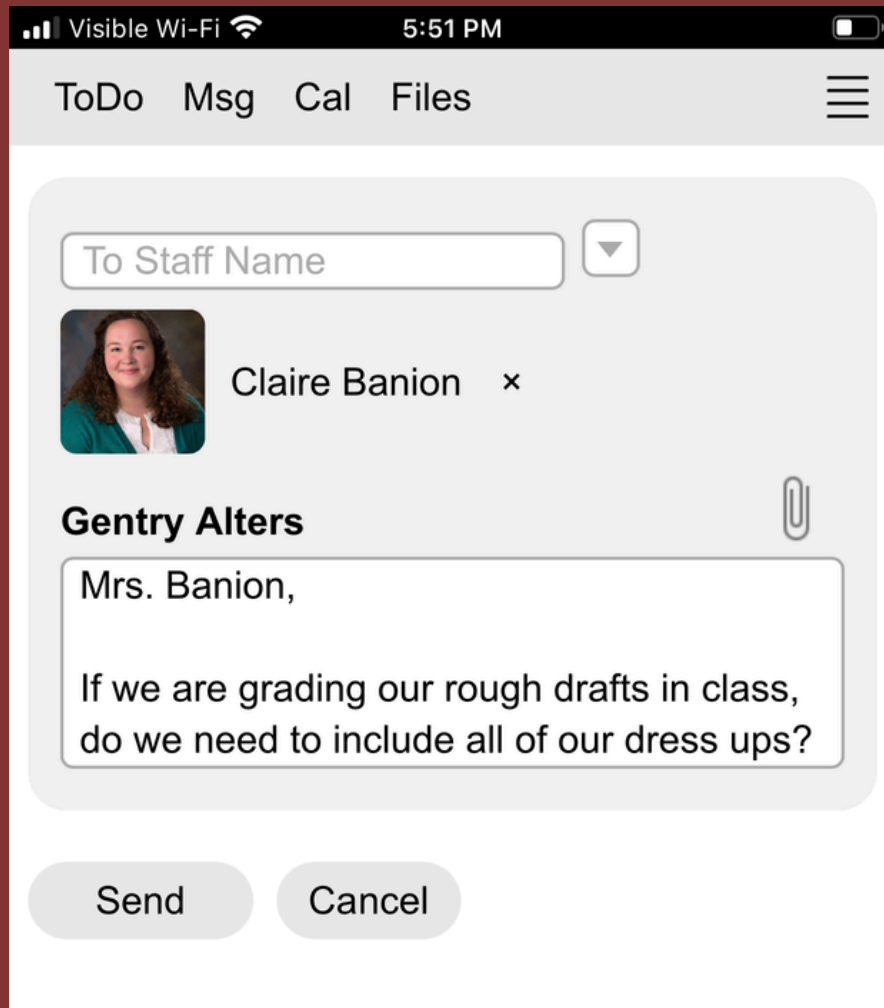 Visible Wi-Fi 5:51 PM
ToDo Msg Cal Files
To Staff Name
Claire Banion ×
Gentry Alters
Mrs. Banion,
If we are grading our rough drafts in class,
do we need to include all of our dress ups?
Send Cancel